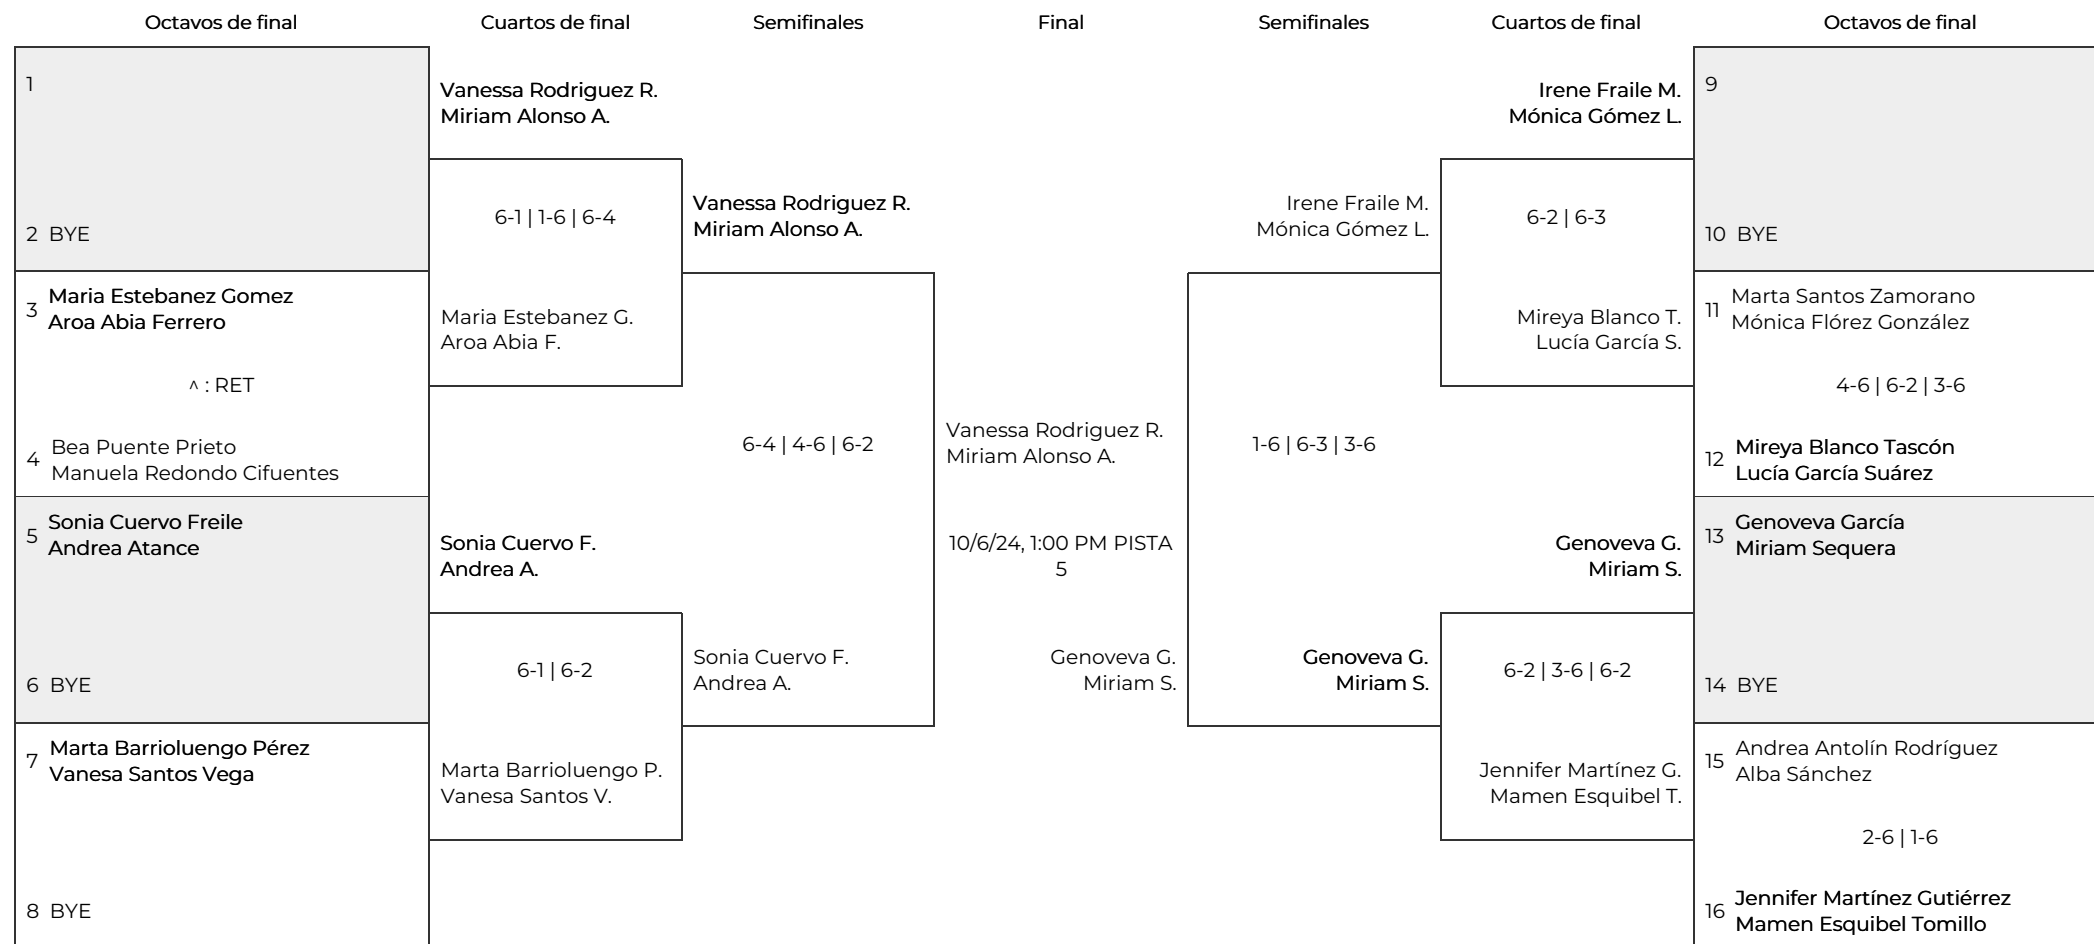 Octavos de final
Cuartos de final
Semifinales
Final
Semifinales
Cuartos de final
Octavos de final
1
2 BYE
3 Maria Estebanez Gomez
Aroa Abia Ferrero
^ : RET
4 Bea Puente Prieto
Manuela Redondo Cifuentes
5 Sonia Cuervo Freile
Andrea Atance
6 BYE
7 Marta Barrioluengo Pérez
Vanesa Santos Vega
8 BYE
Vanessa Rodriguez R.
Miriam Alonso A.
6-1 | 1-6 | 6-4
Maria Estebanez G.
Aroa Abia F.
Sonia Cuervo F.
Andrea A.
6-1 | 6-2
Marta Barrioluengo P.
Vanesa Santos V.
Vanessa Rodriguez R.
Miriam Alonso A.
6-4 | 4-6 | 6-2
Sonia Cuervo F.
Andrea A.
Vanessa Rodriguez R.
Miriam Alonso A.
10/6/24, 1:00 PM PISTA
5
Genoveva G.
Miriam S.
Irene Fraile M.
Mónica Gómez L.
1-6 | 6-3 | 3-6
Genoveva G.
Miriam S.
Irene Fraile M.
Mónica Gómez L.
6-2 | 6-3
Mireya Blanco T.
Lucía García S.
Genoveva G.
Miriam S.
6-2 | 3-6 | 6-2
Jennifer Martínez G.
Mamen Esquibel T.
9
10 BYE
11 Marta Santos Zamorano
Mónica Flórez González
4-6 | 6-2 | 3-6
12 Mireya Blanco Tascón
Lucía García Suárez
13 Genoveva García
Miriam Sequera
14 BYE
15 Andrea Antolín Rodríguez
Alba Sánchez
2-6 | 1-6
16 Jennifer Martínez Gutiérrez
Mamen Esquibel Tomillo